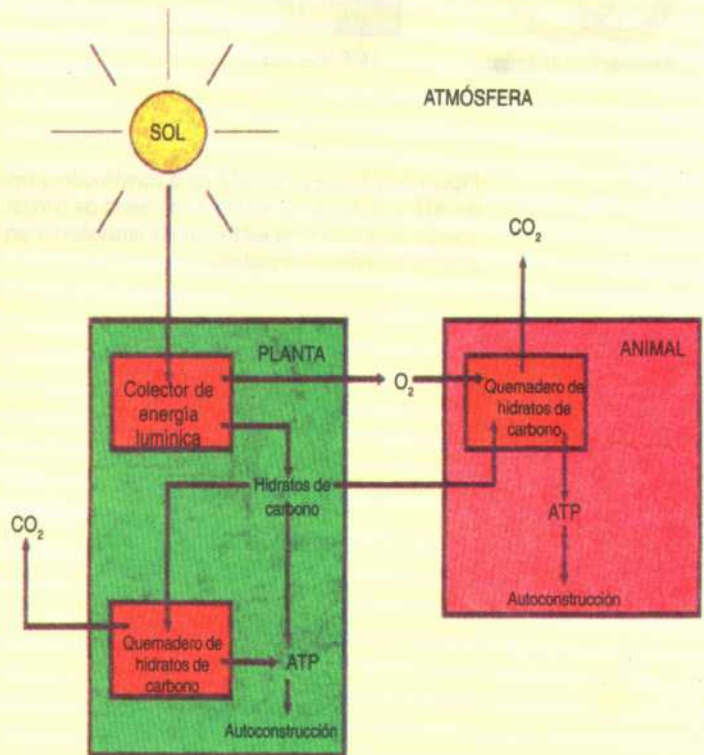 ATMÓSFERA
SOL
CO₂
PLANTA
Colector de
energía
lumínica
O₂
ANIMAL
Quemadero de
hidratos de
carbono
Hidratos de
carbono
ATP
Autoconstrucción
CO₂
Quemadero de
hidratos de
carbono
ATP
Autoconstrucción